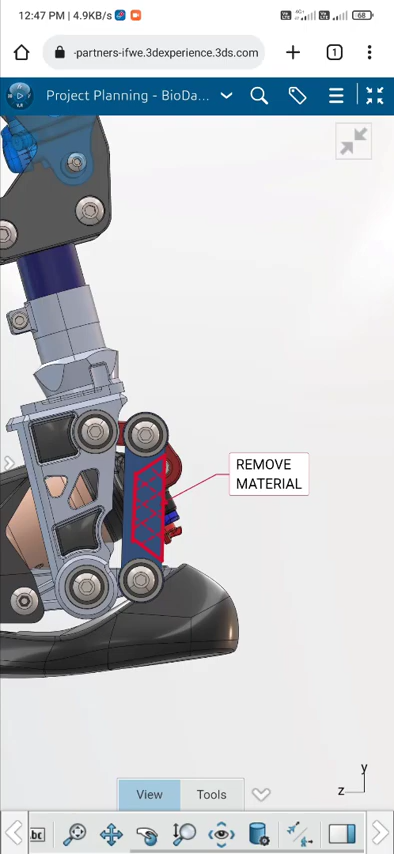 12:47 PM | 4.9KB/s
68
-partners-ifwe.3dexperience.3ds.com
1
Project Planning - BioDa...
REMOVE
MATERIAL
y
z
View
Tools
bc